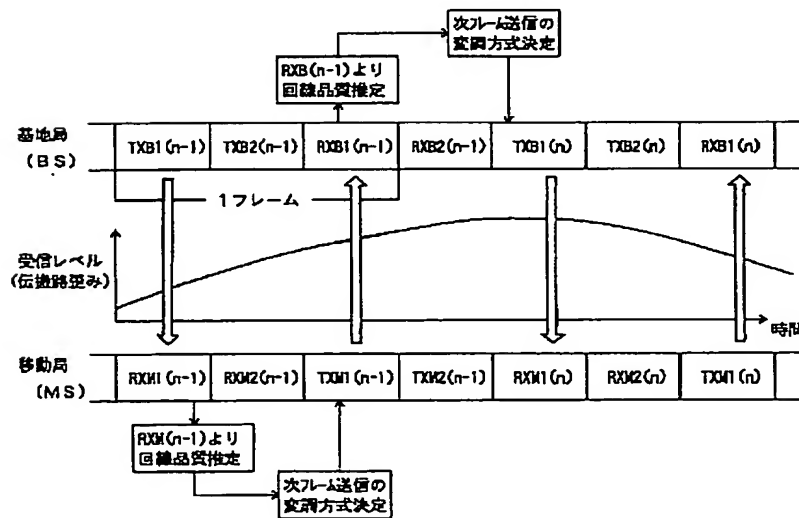 次フレーム送信の
変調方式決定
RXB(n-1)より
回線品質推定
基地局
(BS)
TXB1(n-1)
TXB2(n-1)
RXB1(n-1)
RXB2(n-1)
TXB1(n)
TXB2(n)
RXB1(n)
1フレーム
受信レベル
(伝搬路歪み)
時間
移動局
(MS)
RXM1(n-1)
RXM2(n-1)
TXM1(n-1)
TXM2(n-1)
RXM1(n)
RXM2(n)
TXM1(n)
RXM(n-1)より
回線品質推定
次フレーム送信の
変調方式決定